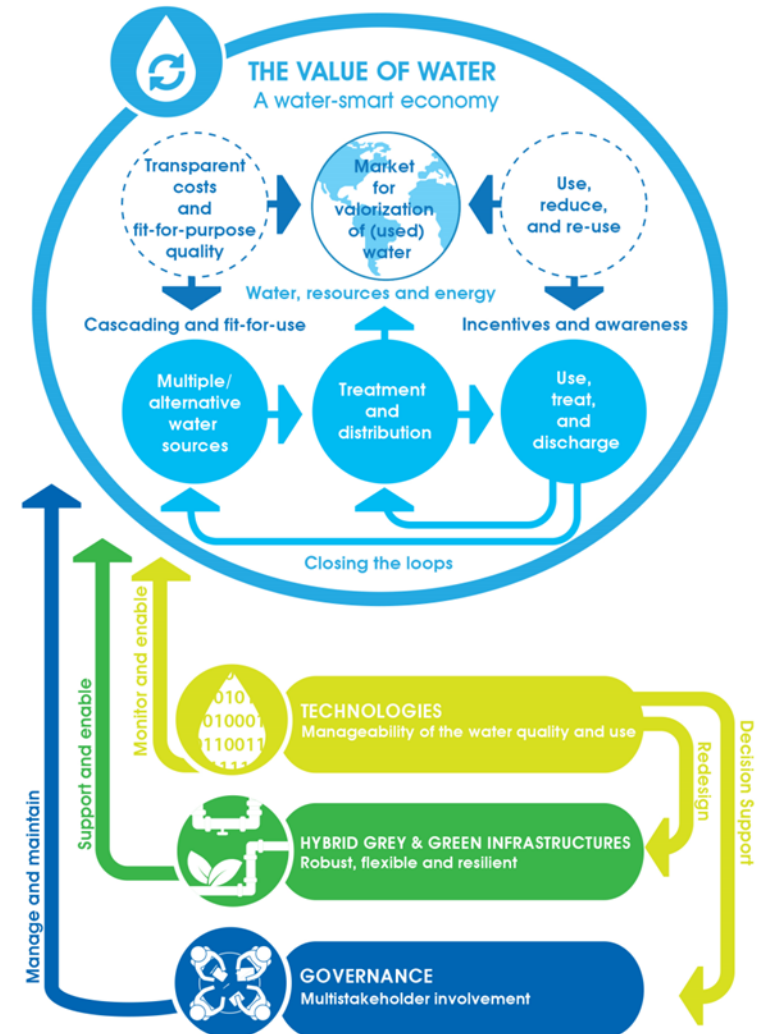 THE VALUE OF WATER
A water-smart economy
Transparent
costs
and
fit-for-purpose
quality
Market
for
valorization
of (used)
water
Use,
reduce,
and re-use
Water, resources and energy
Cascading and fit-for-use
Incentives and awareness
Multiple/
alternative
water
sources
Treatment
and
distribution
Use,
treat,
and
discharge
Closing the loops
Monitor and enable
Support and enable
Manage and maintain
010
010001
110011
1111
TECHNOLOGIES
Manageability of the water quality and use
Redesign
Decision Support
HYBRID GREY & GREEN INFRASTRUCTURES
Robust, flexible and resilient
GOVERNANCE
Multistakeholder involvement